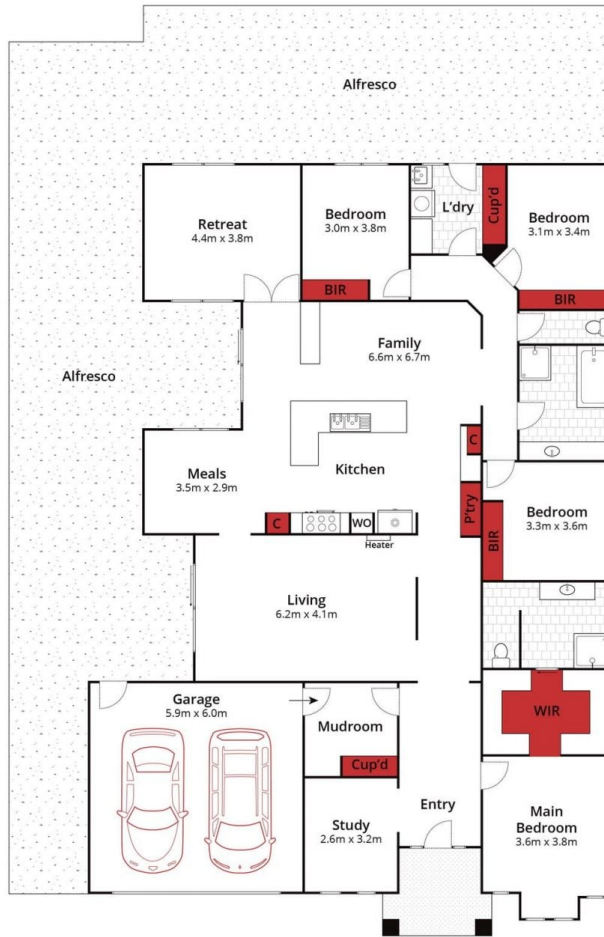 Alfresco
Retreat
4.4m x 3.8m
Bedroom
3.0m x 3.8m
BIR
L'dry
Cup'd
Bedroom
3.1m x 3.4m
BIR
Family
6.6m x 6.7m
Alfresco
Meals
3.5m x 2.9m
Kitchen
C
C
WO
P'try
Heater
Bedroom
3.3m x 3.6m
BIR
Living
6.2m x 4.1m
Garage
5.9m x 6.0m
Mudroom
Cup'd
WIR
Study
2.6m x 3.2m
Entry
Main
Bedroom
3.6m x 3.8m